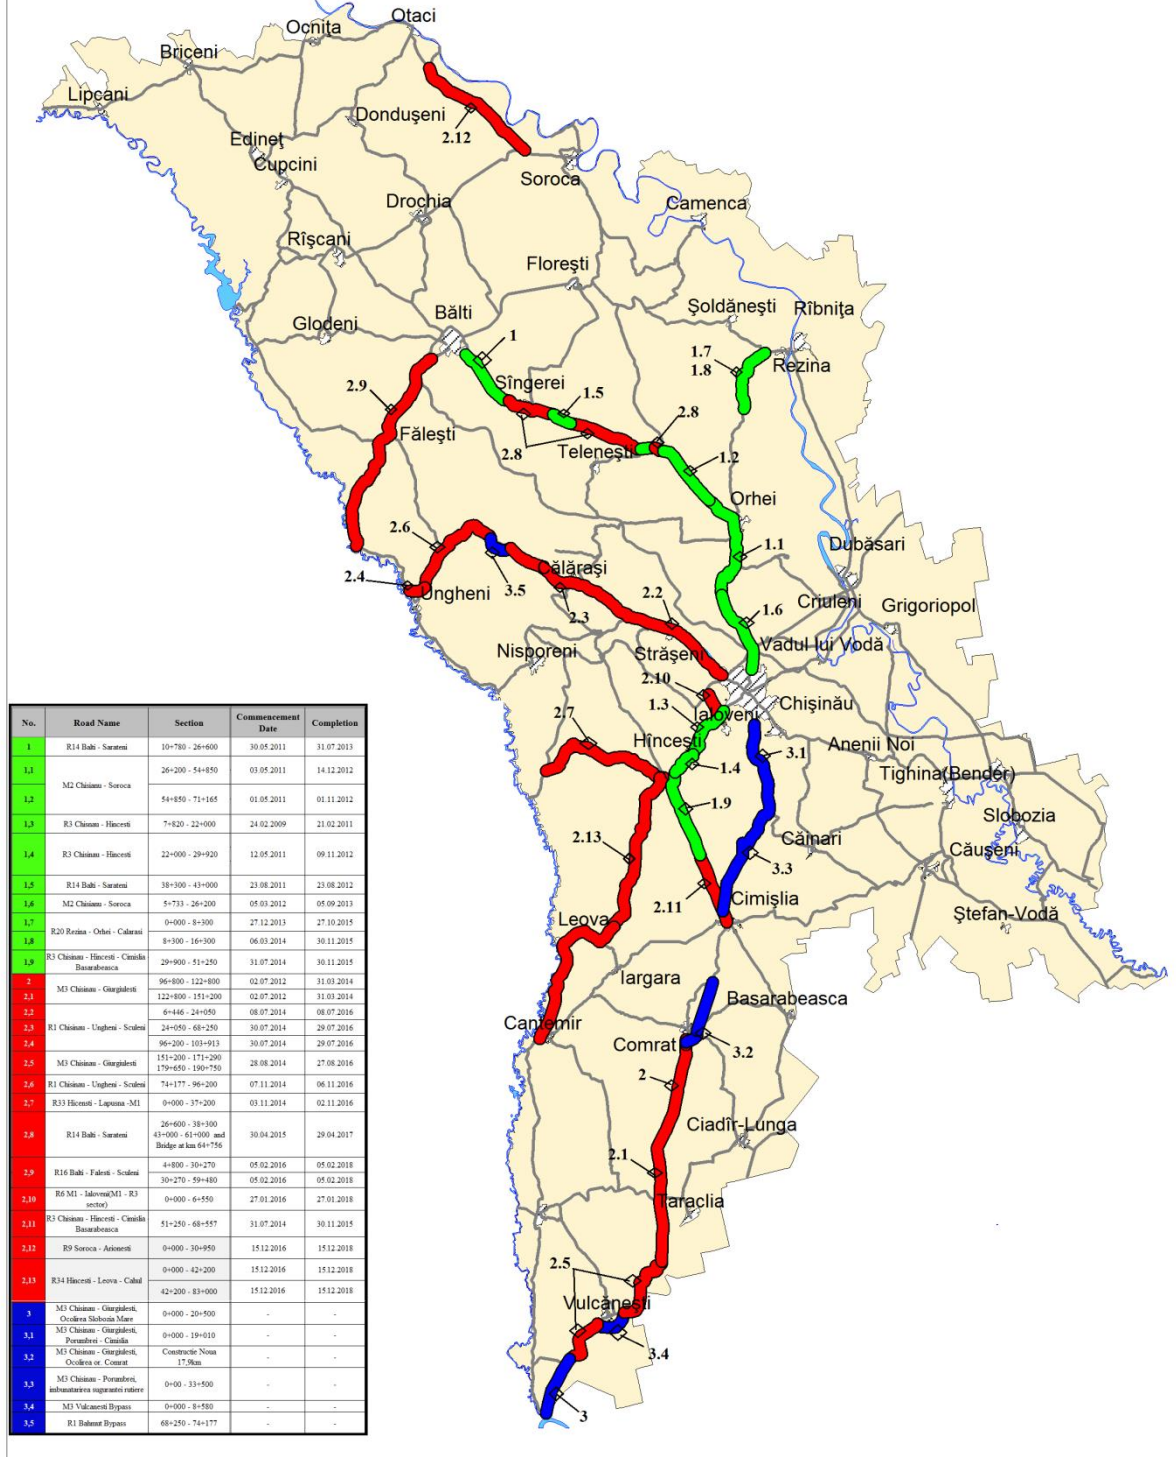 Otaci
Ocnița
Briceni
Lipcani
Dondușeni
2.12
Edineț
Cupcini
Soroca
Drochia
Camenca
Rîșcani
Florești
Șoldănești
Rîbnița
Bălți
Glodeni
1
1.7
1.8
Rezina
Sîngerei
2.9
1.5
2.8
Fălești
2.8
Telenești
1.2
Orhei
2.6
1.1
Dubăsari
Călărași
2.4
Ungheni
3.5
2.3
2.2
Criuleni
Grigoriopol
1.6
Strășeni
Vadul lui Vodă
Nisporeni
2.10
1.3
Ialoveni
Chișinău
2.7
Hîncești
3.1
Anenii Noi
1.4
Tighina(Bender)
1.9
Slobozia
2.13
Căinari
3.3
Căușeni
2.11
Cimișlia
Leova
Ștefan-Vodă
Iargara
Basarabeasca
Cantemir
Comrat
3.2
2
Ciadîr-Lunga
2.1
Taraclia
2.5
Vulcănești
3.4
3
No. Road Name Section Commencement Date Completion
1 R14 Balti - Sarateni 10+780 - 26+600 30.05.2011 31.07.2013
1,1 M2 Chisianu - Soroca 26+200 - 54+850 03.05.2011 14.12.2012
1,2 54+850 - 71+165 01.05.2011 01.11.2012
1,3 R3 Chisnau - Hincesti 7+820 - 22+000 24.02.2009 21.02.2011
1,4 R3 Chisinau - Hincesti 22+000 - 29+920 12.05.2011 09.11.2012
1,5 R14 Balti - Sarateni 38+300 - 43+000 23.08.2011 23.08.2012
1,6 M2 Chisianu - Soroca 5+733 - 26+200 05.03.2012 05.09.2013
1,7 R20 Rezina - Orhei - Calarasi 0+000 - 8+300 27.12.2013 27.10.2015
1,8 8+300 - 16+300 06.03.2014 30.11.2015
1,9 R3 Chisinau - Hincesti - Cimislia Basarabeasca 29+900 - 51+250 31.07.2014 30.11.2015
2 M3 Chisinau - Giurgiulesti 96+800 - 122+800 02.07.2012 31.03.2014
2,1 122+800 - 151+200 02.07.2012 31.03.2014
2,2 R1 Chisinau - Ungheni - Sculeni 6+446 - 24+050 08.07.2014 08.07.2016
2,3 24+050 - 68+250 30.07.2014 29.07.2016
2,4 96+200 - 103+913 30.07.2014 29.07.2016
2,5 M3 Chisinau - Giurgiulesti 151+200 - 171+290 28.08.2014 27.08.2016
179+650 - 190+750
2,6 R1 Chisinau - Ungheni - Sculeni 74+177 - 96+200 07.11.2014 06.11.2016
2,7 R33 Hicensti - Lapusna -M1 0+000 - 37+200 03.11.2014 02.11.2016
2,8 R14 Balti - Sarateni 26+600 - 38+300 30.04.2015 29.04.2017
43+000 - 61+000 and
Bridge at km 64+756
2,9 R16 Balti - Falesti - Sculeni 4+800 - 30+270 05.02.2016 05.02.2018
30+270 - 59+480 05.02.2016 05.02.2018
2,10 R6 M1 - Ialoveni(M1 - R3 sector) 0+000 - 6+550 27.01.2016 27.01.2018
2,11 R3 Chisinau - Hincesti - Cimislia Basarabeasca 51+250 - 68+557 31.07.2014 30.11.2015
2,12 R9 Soroca - Arionesti 0+000 - 30+950 15.12.2016 15.12.2018
2,13 R34 Hincesti - Leova - Cahul 0+000 - 42+200 15.12.2016 15.12.2018
42+200 - 83+000 15.12.2016 15.12.2018
3 M3 Chisinau - Giurgiulesti, Ocolirea Slobozia Mare 0+000 - 20+500 - -
3,1 M3 Chisinau - Giurgiulesti, Porumbrei - Cimislia 0+000 - 19+010 - -
3,2 M3 Chisinau - Giurgiulesti, Ocolirea or. Comrat Constructie Noua 17,9km - -
3,3 M3 Chisinau - Porumbrei, imbunatatirea sugurantei rutiere 0+00 - 33+500 - -
3,4 M3 Vulcanesti Bypass 0+000 - 8+580 - -
3,5 R1 Bahmut Bypass 68+250 - 74+177 - -